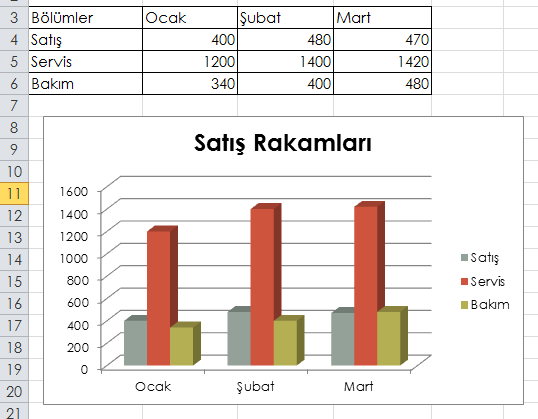 3 Bölümler Ocak Şubat Mart
4 Satış 400 480 470
5 Servis 1200 1400 1420
6 Bakım 340 400 480
7
8
9
10
11
12
13
14
15
16
17
18
19
20
21
Satış Rakamları
1600
1400
1200
1000
800
600
400
200
0
Ocak Şubat Mart
Satış
Servis
Bakım